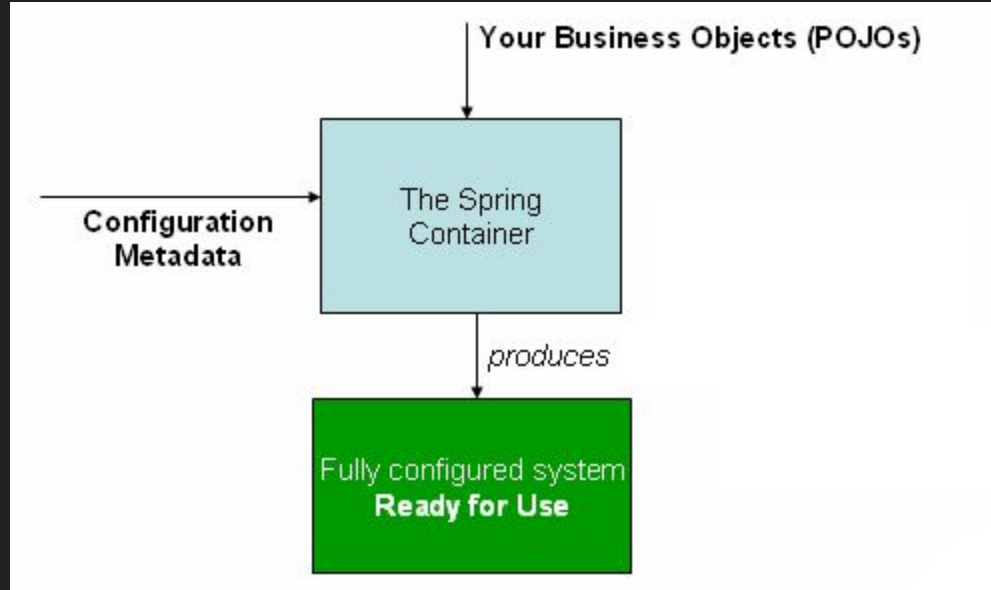 Your Business Objects (POJOs)
The Spring
Container
Configuration
Metadata
produces
Fully configured system
Ready for Use